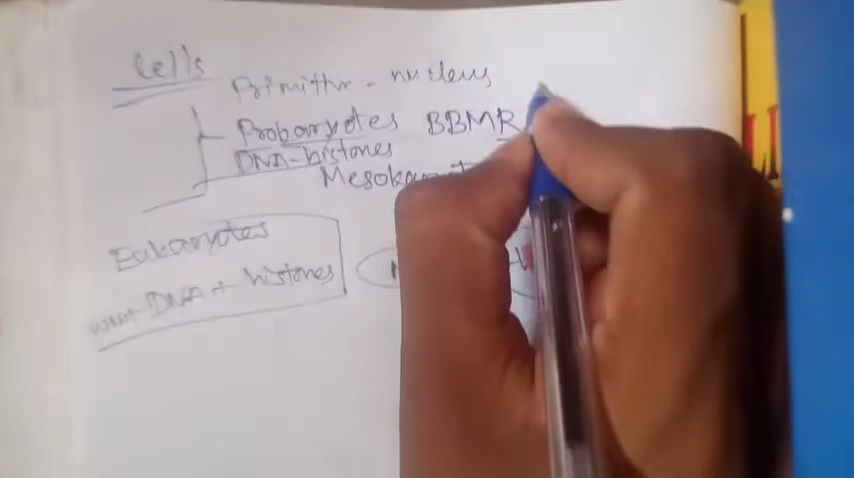 Cells
Primitive - nucleus
Prokaryotes BBMR
DNA-histones
Eukaryotes
DNA + histones